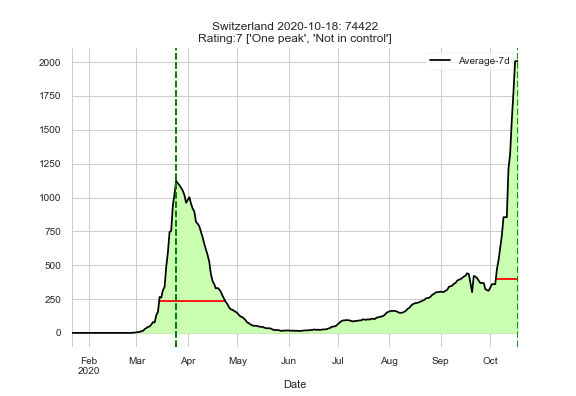 Switzerland 2020-10-18: 74422
Rating:7 ['One peak', 'Not in control']
Average-7d
2000
1750
1500
1250
1000
750
500
250
0
Feb Mar Apr May Jun Jul Aug Sep Oct
2020
Date